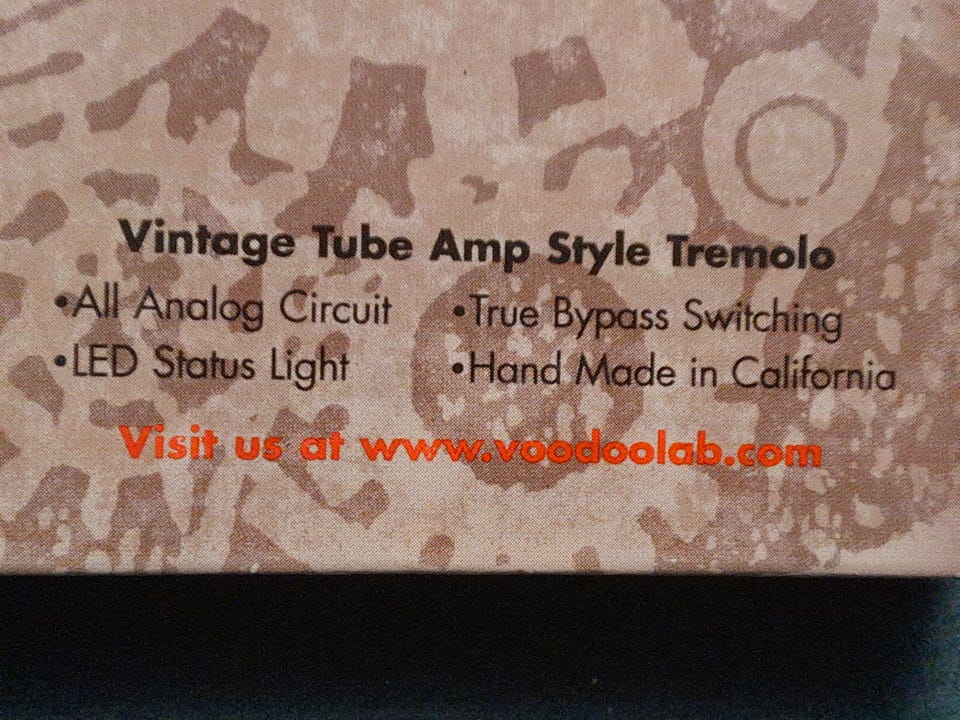 Vintage Tube Amp Style Tremolo
•All Analog Circuit •True Bypass Switching
•LED Status Light •Hand Made in California
Visit us at www.voodoolab.com